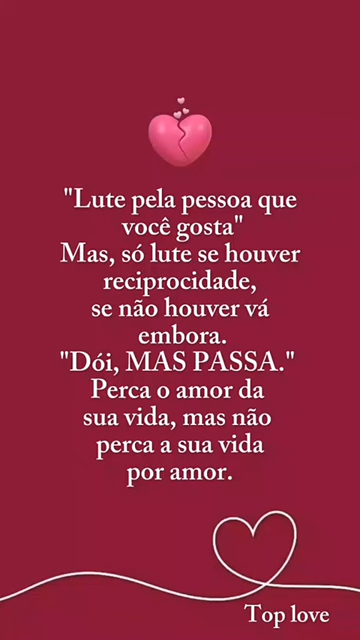 "Lute pela pessoa que
você gosta"
Mas, só lute se houver
reciprocidade,
se não houver vá
embora.
"Dói, MAS PASSA."
Perca o amor da
sua vida, mas não
perca a sua vida
por amor.
Top love